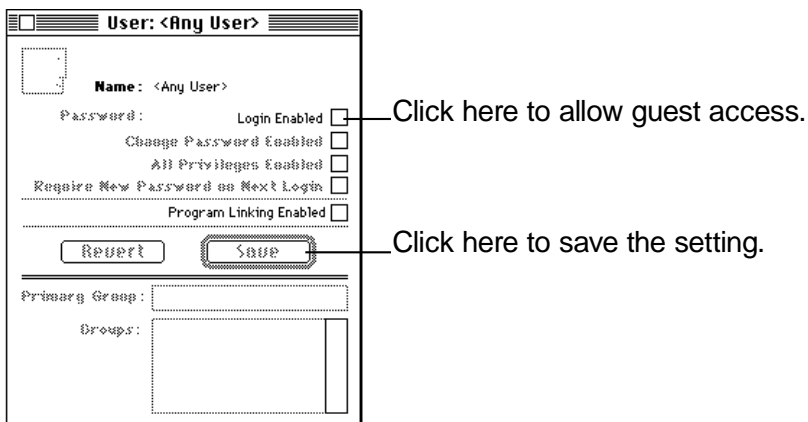 User: <Any User>
Name: <Any User>
Password:
Login Enabled
Click here to allow guest access.
Change Password Enabled
All Privileges Enabled
Require New Password on Next Login
Program Linking Enabled
Revert
Save
Click here to save the setting.
Primary Group:
Groups: